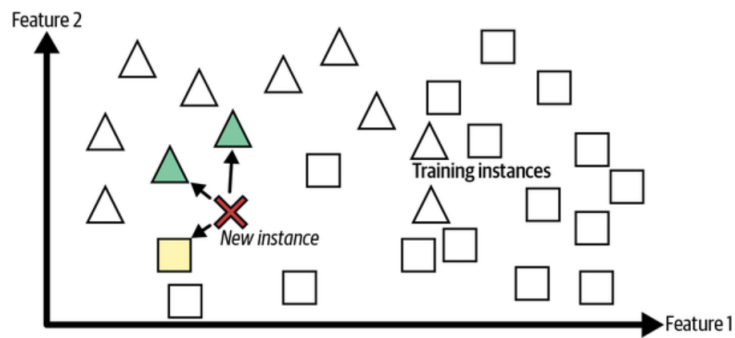 Feature 2
Training instances
New instance
Feature 1